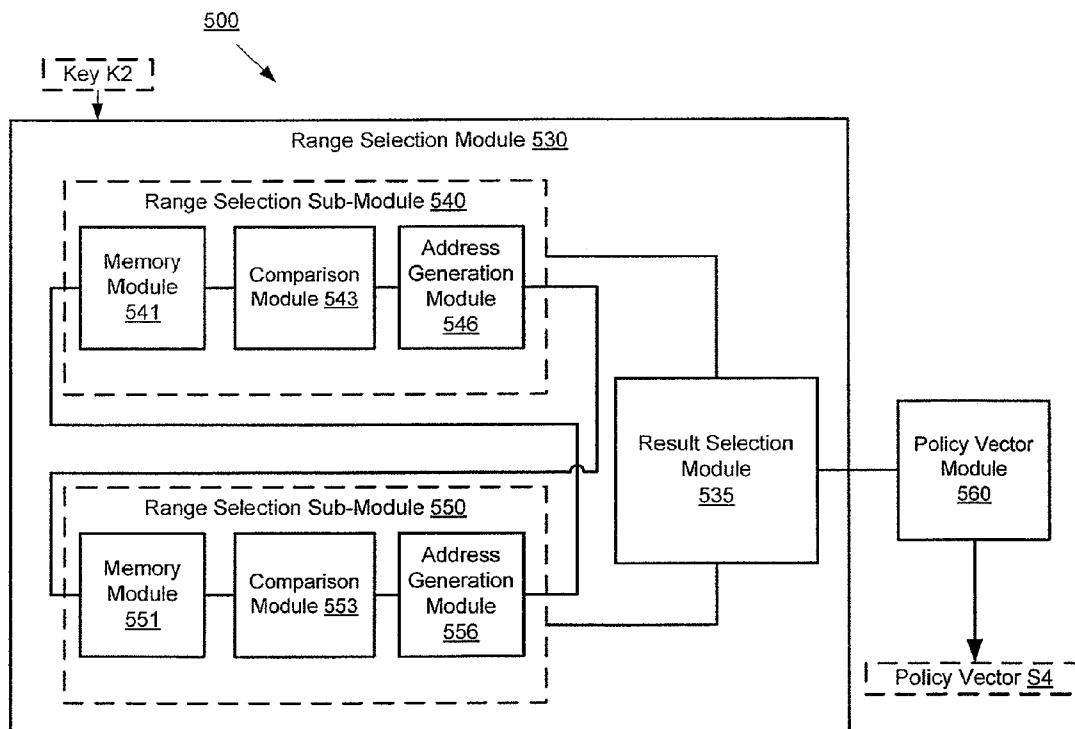 500
Key K2
Range Selection Module 530
Range Selection Sub-Module 540
Memory
Module
541
Comparison
Module 543
Address
Generation
Module
546
Result Selection
Module
535
Policy Vector
Module
560
Range Selection Sub-Module 550
Memory
Module
551
Comparison
Module 553
Address
Generation
Module
556
Policy Vector S4